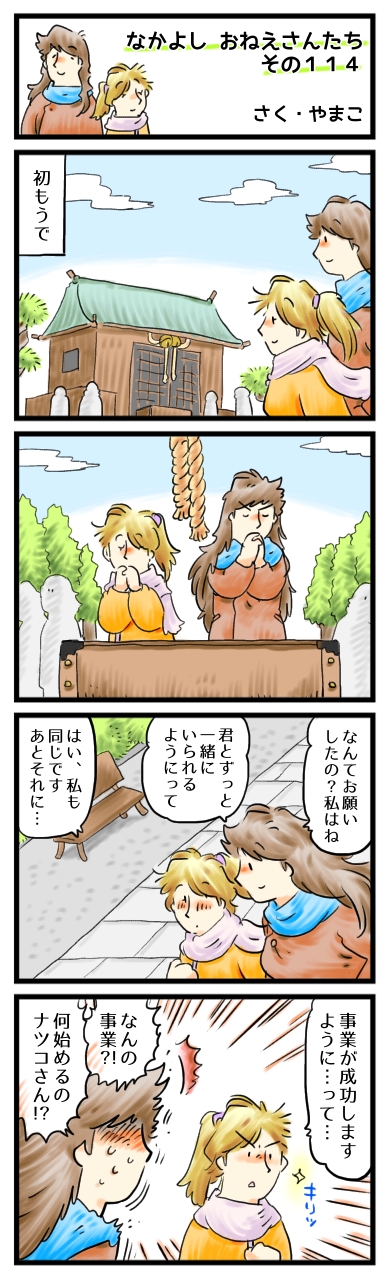 なかよし おねえさんたち
その１１４
さく・やまこ
初もうで
なんてお願い
したの？私はね
君とずっと
一緒に
いられる
ようにって
はい、私も
同じです
あとそれに…
事業が成功します
ように…って…
キリッ
なんの
事業?!
何始めるの
ナツコさん!?